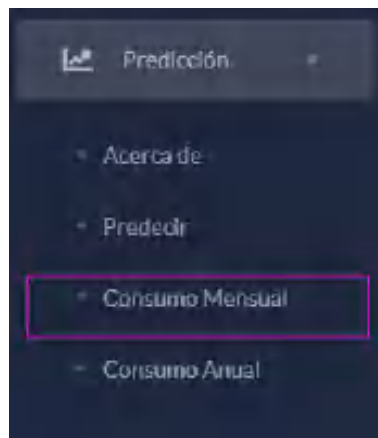 Predicción
Acerca de
Predecir
Consumo Mensual
Consumo Anual